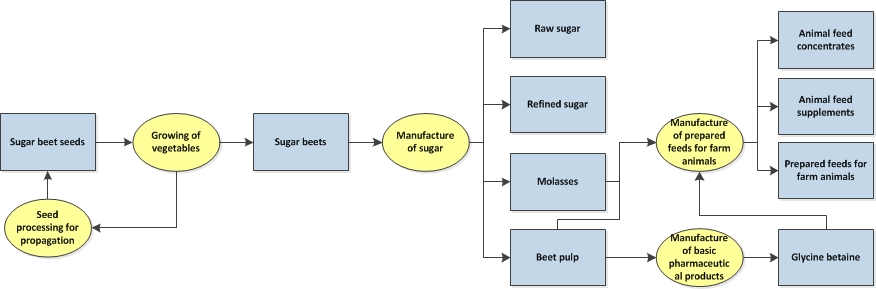 Sugar beet seeds
Growing of
vegetables
Seed
processing for
propagation
Sugar beets
Manufacture
of sugar
Raw sugar
Refined sugar
Molasses
Beet pulp
Manufacture
of prepared
feeds for farm
animals
Manufacture
of basic
pharmaceutic
al products
Animal feed
concentrates
Animal feed
supplements
Prepared feeds for
farm animals
Glycine betaine